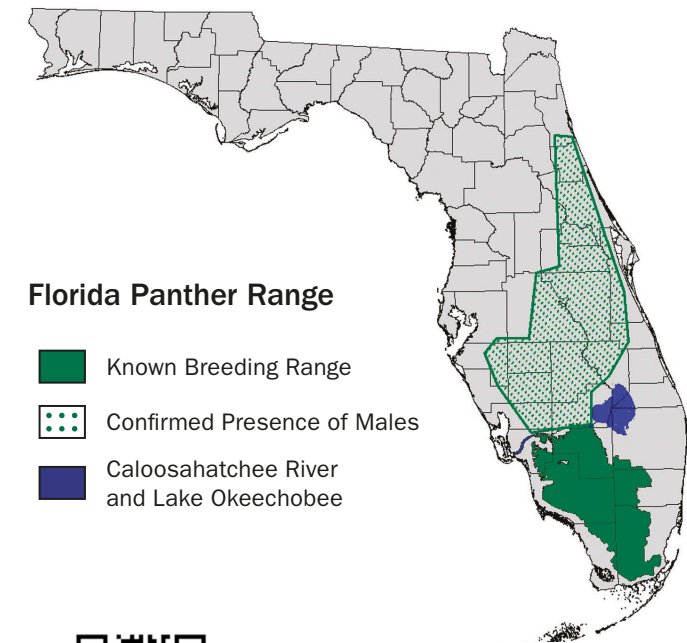 Florida Panther Range
Known Breeding Range
Confirmed Presence of Males
Caloosahatchee River
and Lake Okeechobee